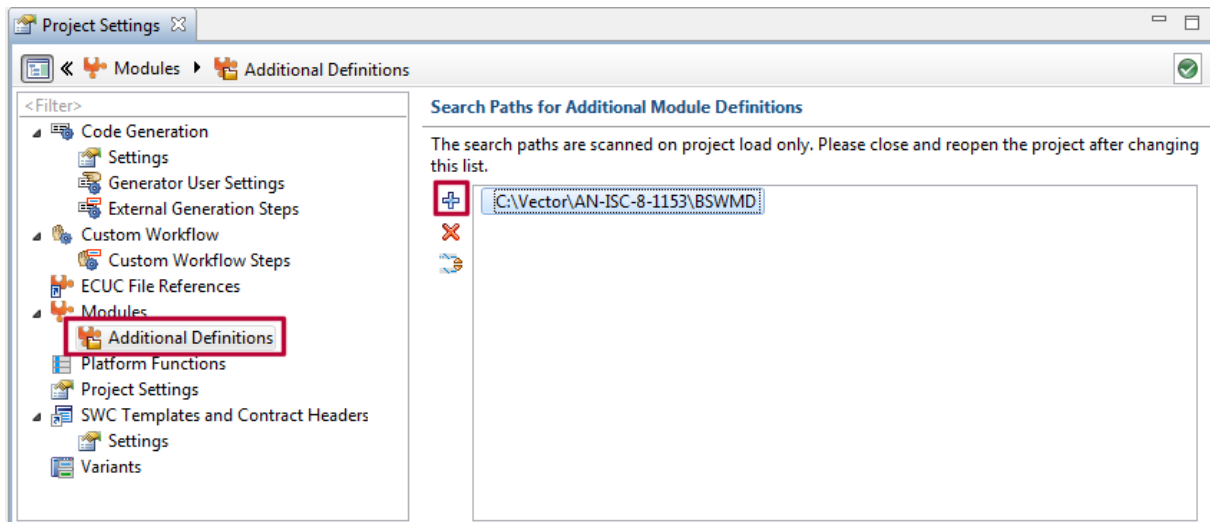 Project Settings
« Modules Additional Definitions
<Filter>
Code Generation
Settings
Generator User Settings
External Generation Steps
Custom Workflow
Custom Workflow Steps
ECUC File References
Modules
Additional Definitions
Platform Functions
Project Settings
SWC Templates and Contract Headers
Settings
Variants
Search Paths for Additional Module Definitions
The search paths are scanned on project load only. Please close and reopen the project after changing
this list.
C:\Vector\AN-ISC-8-1153\BSWMD